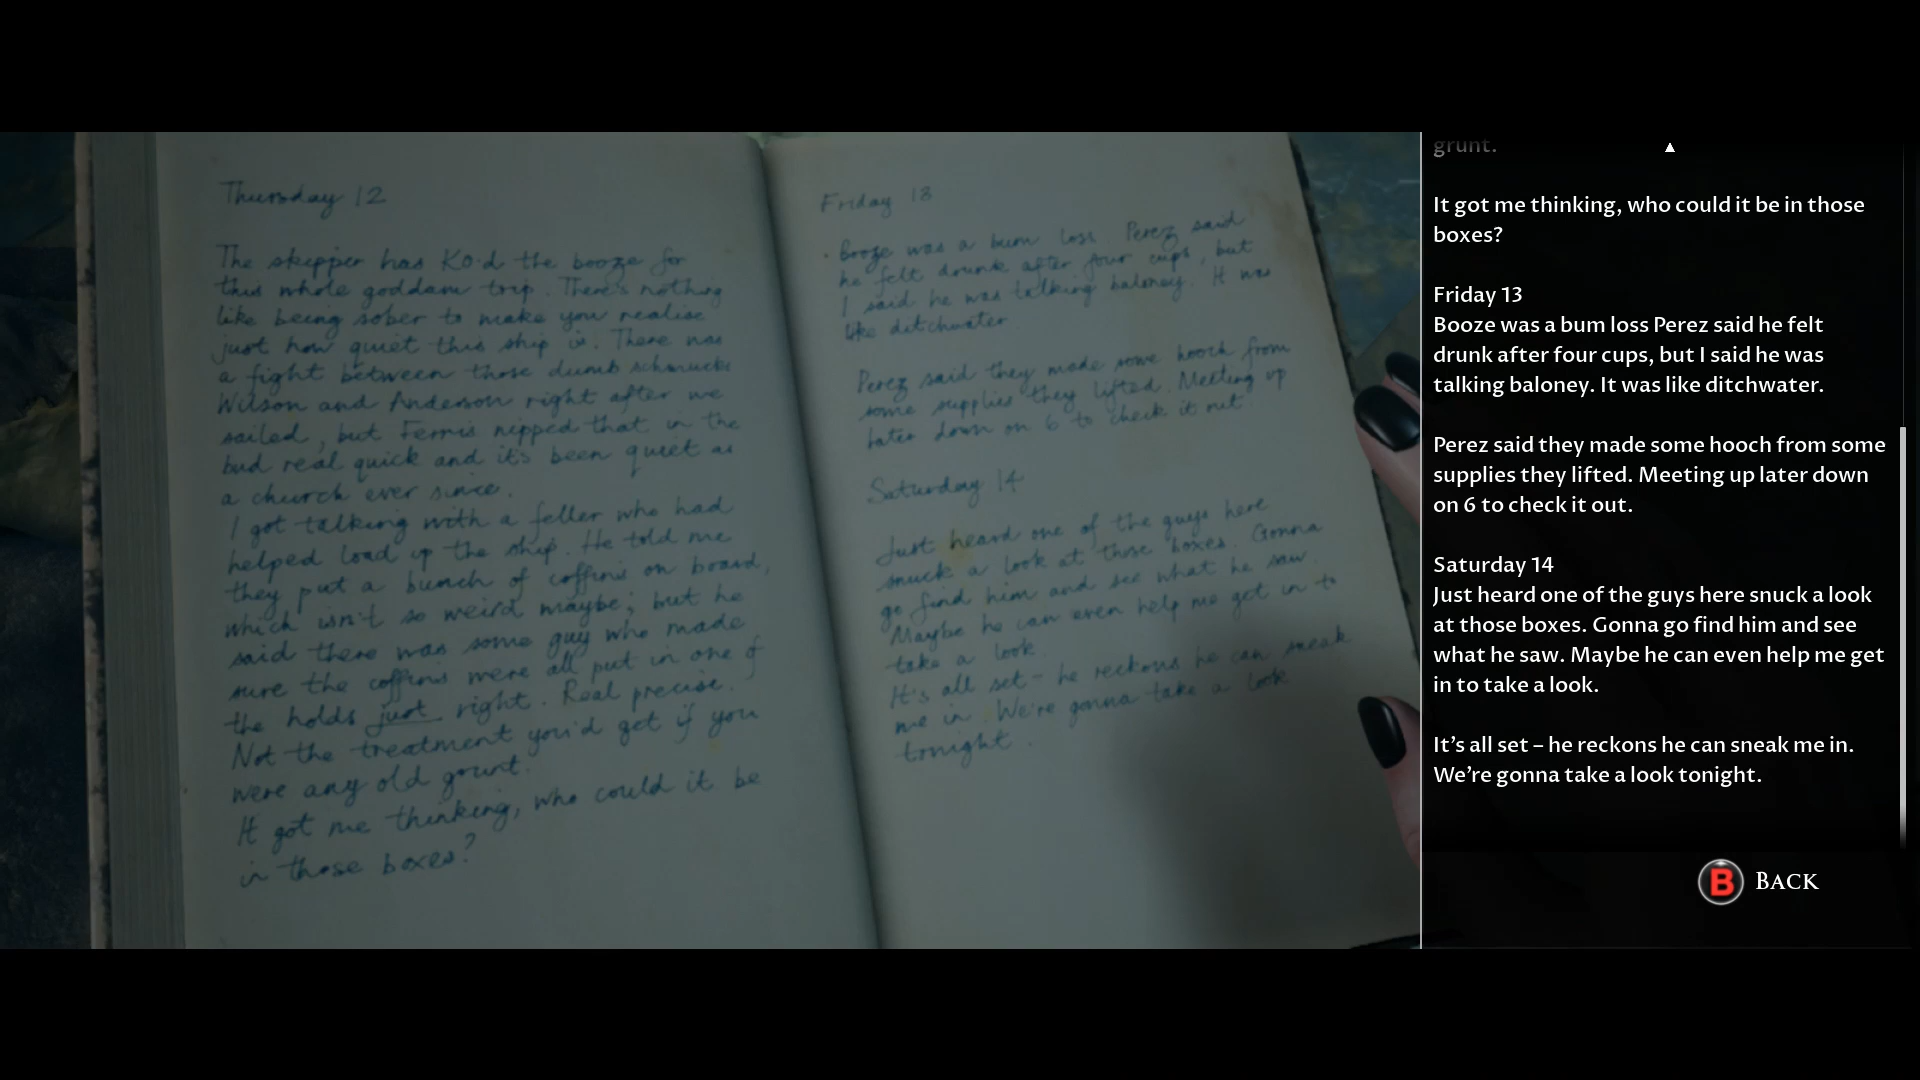 Thursday 12
The skipper has KO'd the booze for
this whole goddam trip. There's nothing
like being sober to make you realise
just how quiet this ship is. There was
a fight between those dumb schmucks
Wilson and Anderson right after we
sailed, but Ferris nipped that in the
bud real quick and it's been quiet as
a church ever since.
I got talking with a feller who had
helped load up the ship. He told me
they put a bunch of coffins on board,
which isn't so weird maybe; but he
said there was some guy who made
sure the coffins were all put in one of
the holds just right. Real precise.
Not the treatment you'd get if you
were any old grunt.
It got me thinking, who could it be
in those boxes?
Friday 13
Booze was a bum loss. Perez said
he felt drunk after four cups, but
I said he was talking baloney. It was
like ditchwater
Perez said they made some hooch from
some supplies they lifted. Meeting up
later down on 6 to check it out
Saturday 14
Just heard one of the guys here
snuck a look at those boxes. Gonna
go find him and see what he saw.
Maybe he can even help me get in to
take a look.
It's all set - he reckons he can sneak
me in. We're gonna take a look
tonight.
grunt.
It got me thinking, who could it be in those
boxes?
Friday 13
Booze was a bum loss Perez said he felt
drunk after four cups, but I said he was
talking baloney. It was like ditchwater.
Perez said they made some hooch from some
supplies they lifted. Meeting up later down
on 6 to check it out.
Saturday 14
Just heard one of the guys here snuck a look
at those boxes. Gonna go find him and see
what he saw. Maybe he can even help me get
in to take a look.
It's all set – he reckons he can sneak me in.
We're gonna take a look tonight.
B BACK